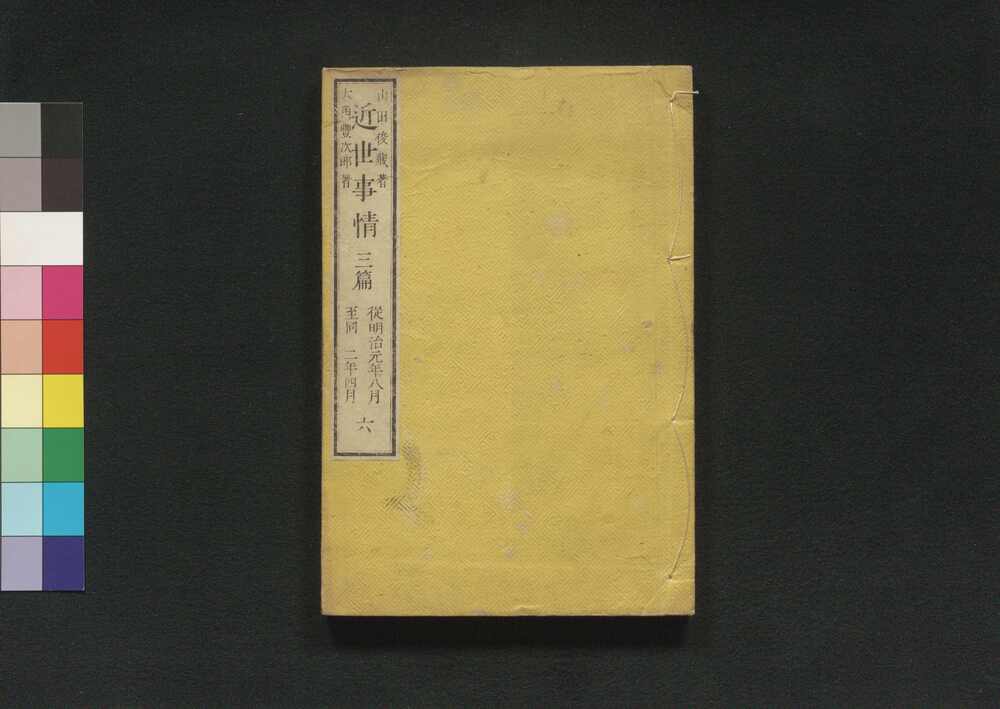 山田俊蔵著
大角豐次郎著
近世事情
三篇
從明治元年八月
至同 二年四月
六